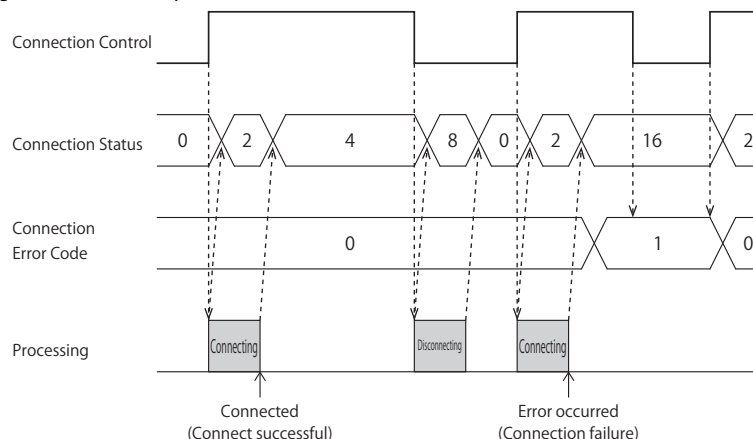 Connection Control
Connection Status
0 2 4 8 0 2 16 2
Connection
Error Code
0 1 0
Processing
Connecting Disconnecting Connecting
Connected
(Connect successful)
Error occurred
(Connection failure)